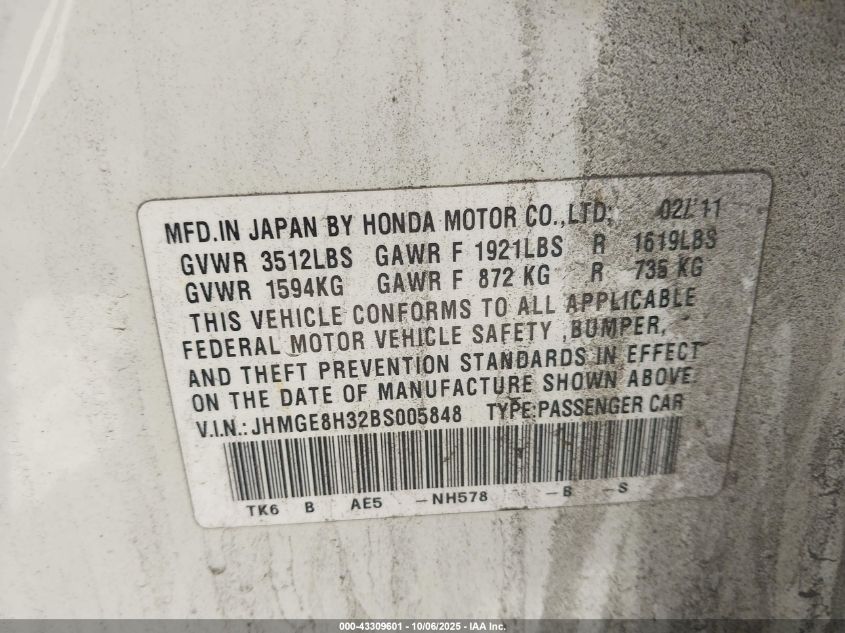 MFD.IN JAPAN BY HONDA MOTOR CO.,LTD. 02/'11
GVWR 3512LBS GAWR F 1921LBS R 1619LBS
GVWR 1594KG GAWR F 872 KG R 735 KG
THIS VEHICLE CONFORMS TO ALL APPLICABLE
FEDERAL MOTOR VEHICLE SAFETY ,BUMPER,
AND THEFT PREVENTION STANDARDS IN EFFECT
ON THE DATE OF MANUFACTURE SHOWN ABOVE.
V.I.N.: JHMGE8H32BS005848 TYPE:PASSENGER CAR
TK6 B AE5 -NH578 -B -S
000-43309601 - 10/06/2025 - IAA Inc.